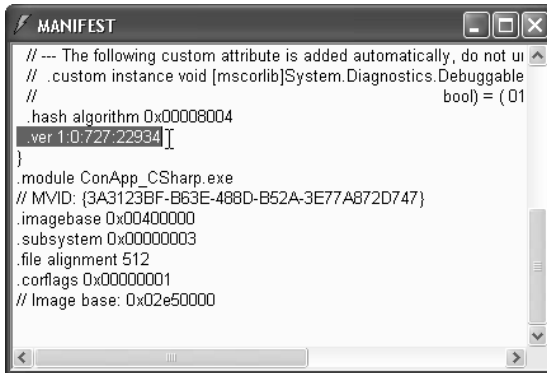 MANIFEST
// --- The following custom attribute is added automatically, do not
// .custom instance void [mscorlib]System.Diagnostics.Debuggable
// bool) = ( 01
.hash algorithm 0x00008004
.ver 1:0:727:22934
}
.module ConApp_CSharp.exe
// MVID: {3A3123BF-B63E-488D-B52A-3E77A872D747}
.imagebase 0x00400000
.subsystem 0x00000003
.file alignment 512
.corflags 0x00000001
// Image base: 0x02e50000